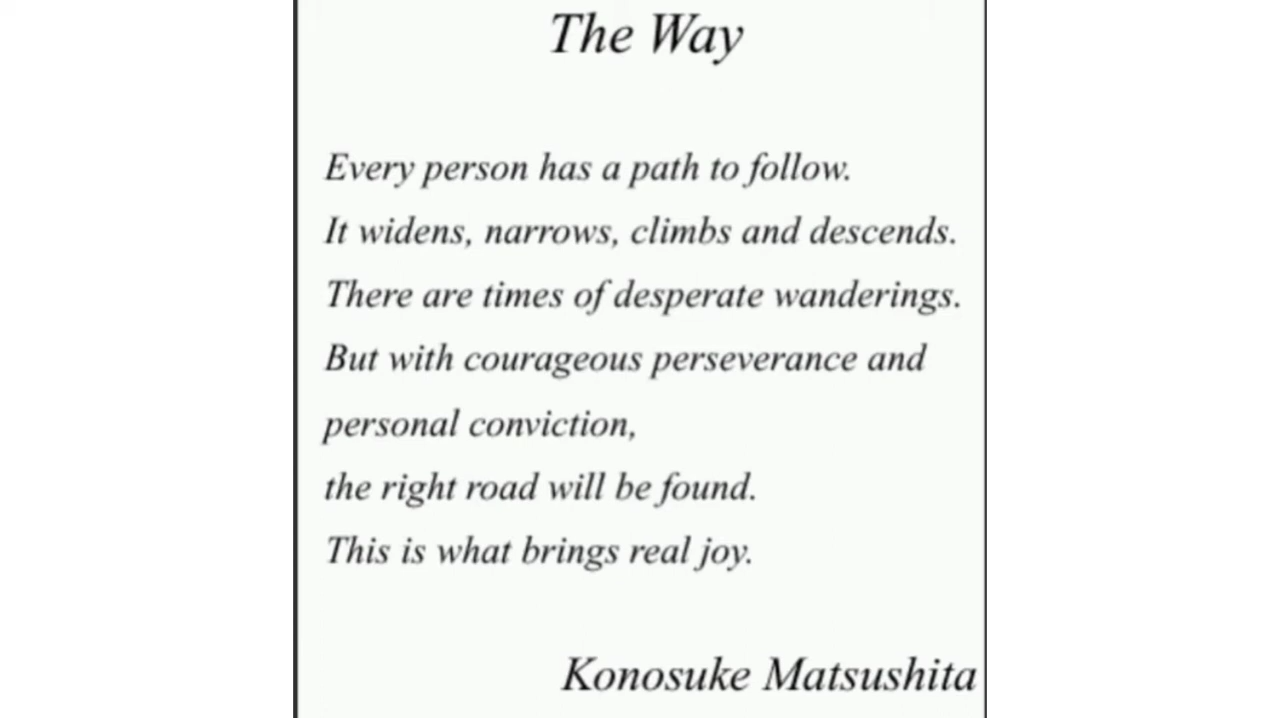 The Way
Every person has a path to follow.
It widens, narrows, climbs and descends.
There are times of desperate wanderings.
But with courageous perseverance and
personal conviction,
the right road will be found.
This is what brings real joy.
Konosuke Matsushita